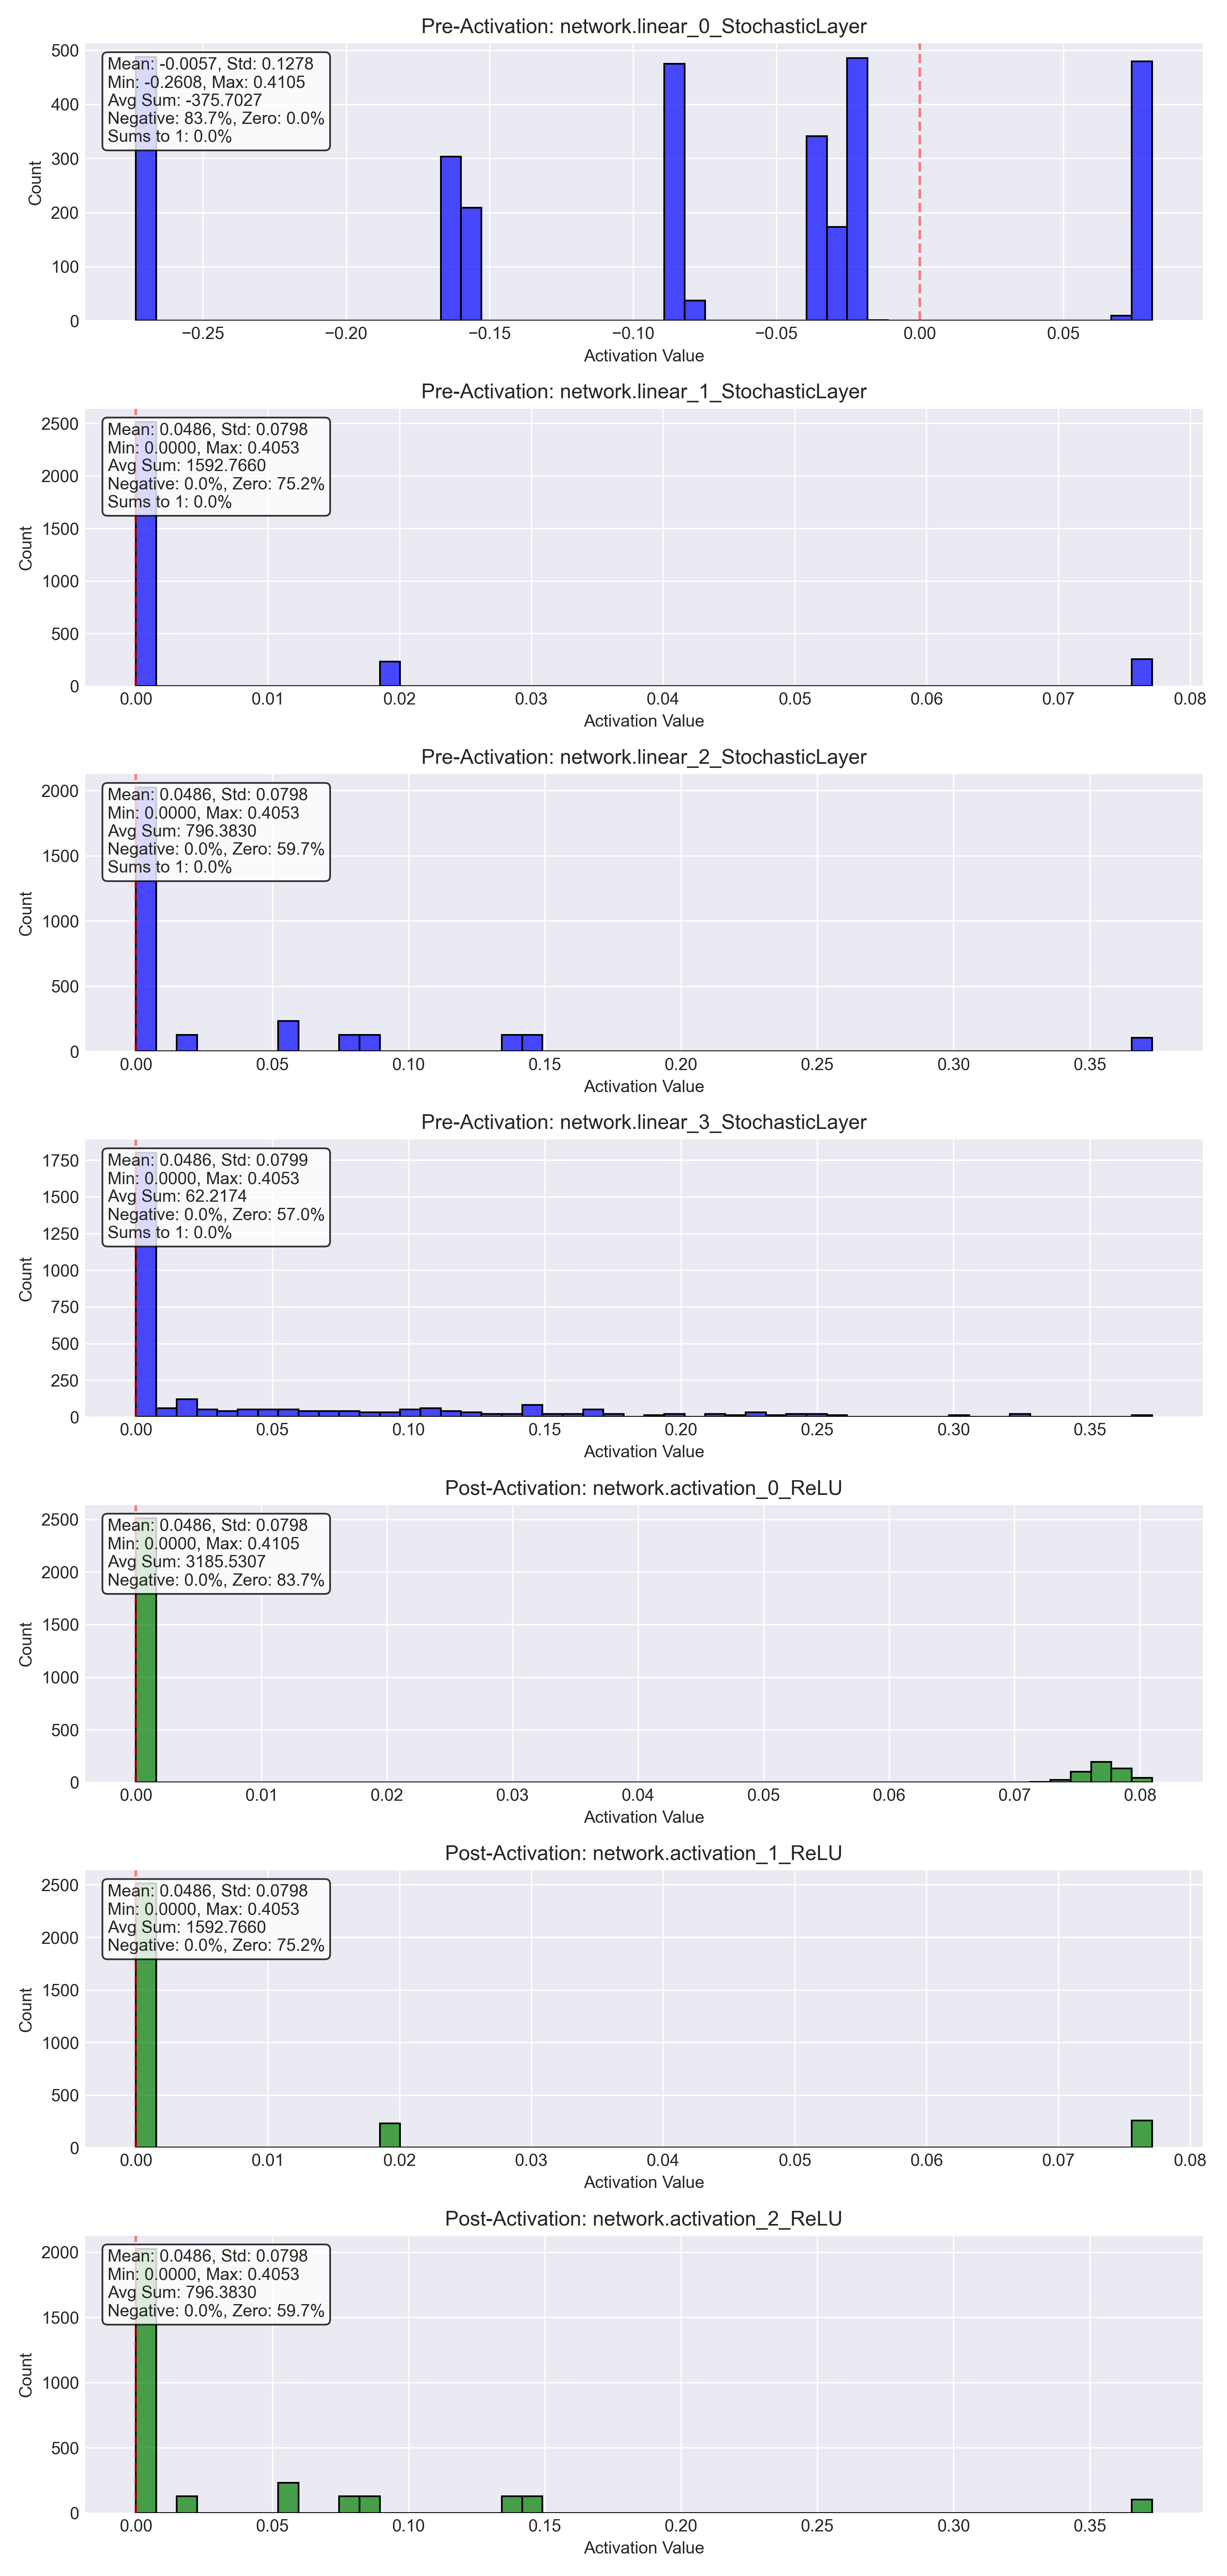 Pre-Activation: network.linear_0_StochasticLayer
500
400
300
200
100
0
Count
Mean: -0.0057, Std: 0.1278
Min: -0.2608, Max: 0.4105
Avg Sum: -375.7027
Negative: 83.7%, Zero: 0.0%
Sums to 1: 0.0%
−0.25 −0.20 −0.15 −0.10 −0.05 0.00 0.05
Activation Value
Pre-Activation: network.linear_1_StochasticLayer
2500
2000
1500
1000
500
0
Count
Mean: 0.0486, Std: 0.0798
Min: 0.0000, Max: 0.4053
Avg Sum: 1592.7660
Negative: 0.0%, Zero: 75.2%
Sums to 1: 0.0%
0.00 0.01 0.02 0.03 0.04 0.05 0.06 0.07 0.08
Activation Value
Pre-Activation: network.linear_2_StochasticLayer
2000
1500
1000
500
0
Count
Mean: 0.0486, Std: 0.0798
Min: 0.0000, Max: 0.4053
Avg Sum: 796.3830
Negative: 0.0%, Zero: 59.7%
Sums to 1: 0.0%
0.00 0.05 0.10 0.15 0.20 0.25 0.30 0.35
Activation Value
Pre-Activation: network.linear_3_StochasticLayer
1750
1500
1250
1000
750
500
250
0
Count
Mean: 0.0486, Std: 0.0799
Min: 0.0000, Max: 0.4053
Avg Sum: 62.2174
Negative: 0.0%, Zero: 57.0%
Sums to 1: 0.0%
0.00 0.05 0.10 0.15 0.20 0.25 0.30 0.35
Activation Value
Post-Activation: network.activation_0_ReLU
2500
2000
1500
1000
500
0
Count
Mean: 0.0486, Std: 0.0798
Min: 0.0000, Max: 0.4105
Avg Sum: 3185.5307
Negative: 0.0%, Zero: 83.7%
0.00 0.01 0.02 0.03 0.04 0.05 0.06 0.07 0.08
Activation Value
Post-Activation: network.activation_1_ReLU
2500
2000
1500
1000
500
0
Count
Mean: 0.0486, Std: 0.0798
Min: 0.0000, Max: 0.4053
Avg Sum: 1592.7660
Negative: 0.0%, Zero: 75.2%
0.00 0.01 0.02 0.03 0.04 0.05 0.06 0.07 0.08
Activation Value
Post-Activation: network.activation_2_ReLU
2000
1500
1000
500
0
Count
Mean: 0.0486, Std: 0.0798
Min: 0.0000, Max: 0.4053
Avg Sum: 796.3830
Negative: 0.0%, Zero: 59.7%
0.00 0.05 0.10 0.15 0.20 0.25 0.30 0.35
Activation Value